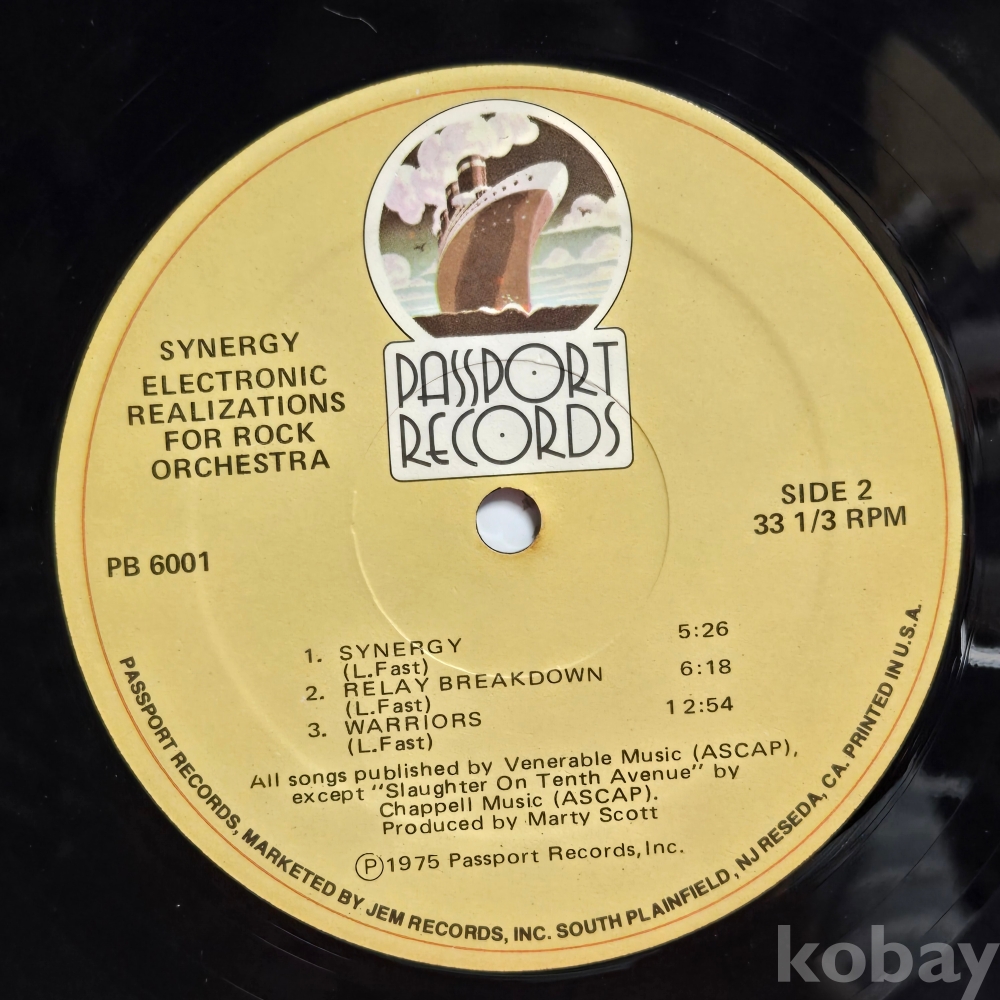 PASSPORT
RECORDS
SYNERGY
ELECTRONIC
REALIZATIONS
FOR ROCK
ORCHESTRA
PB 6001
SIDE 2
33 1/3 RPM
1. SYNERGY 5:26
(L.Fast)
2. RELAY BREAKDOWN 6:18
(L.Fast)
3. WARRIORS 12:54
(L.Fast)
All songs published by Venerable Music (ASCAP),
except "Slaughter On Tenth Avenue" by
Chappell Music (ASCAP).
Produced by Marty Scott
Ⓟ1975 Passport Records, Inc.
PASSPORT RECORDS, MARKETED BY JEM RECORDS, INC. SOUTH PLAINFIELD, NJ RESEDA, CA. PRINTED IN U.S.A.
kobay